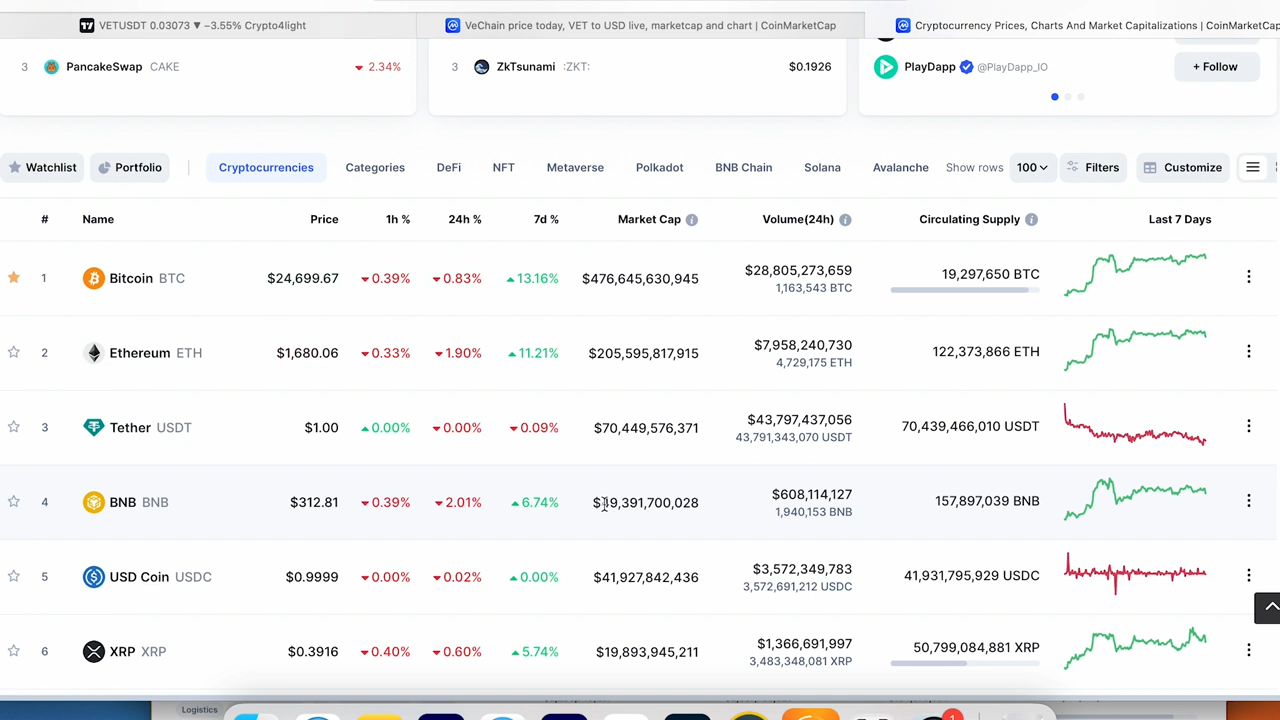 VETUSDT 0.03073 ▼ −3.55% Crypto4light
VeChain price today, VET to USD live, marketcap and chart | CoinMarketCap
Cryptocurrency Prices, Charts And Market Capitalizations | CoinMarketCap
3 PancakeSwap CAKE 2.34%
3 ZkTsunami :ZKT: $0.1926
PlayDapp @PlayDapp_IO + Follow
Watchlist Portfolio Cryptocurrencies Categories DeFi NFT Metaverse Polkadot BNB Chain Solana Avalanche Show rows 100 Filters Customize
# Name Price 1h % 24h % 7d % Market Cap Volume(24h) Circulating Supply Last 7 Days
1 Bitcoin BTC $24,699.67 0.39% 0.83% 13.16% $476,645,630,945 $28,805,273,659 19,297,650 BTC
1,163,543 BTC
2 Ethereum ETH $1,680.06 0.33% 1.90% 11.21% $205,595,817,915 $7,958,240,730 122,373,866 ETH
4,729,175 ETH
3 Tether USDT $1.00 0.00% 0.00% 0.09% $70,449,576,371 $43,797,437,056 70,439,466,010 USDT
43,791,343,070 USDT
4 BNB BNB $312.81 0.39% 2.01% 6.74% $49,391,700,028 $608,114,127 157,897,039 BNB
1,940,153 BNB
5 USD Coin USDC $0.9999 0.00% 0.02% 0.00% $41,927,842,436 $3,572,349,783 41,931,795,929 USDC
3,572,691,212 USDC
6 XRP XRP $0.3916 0.40% 0.60% 5.74% $19,893,945,211 $1,366,691,997 50,799,084,881 XRP
3,483,348,081 XRP
Logistics
1